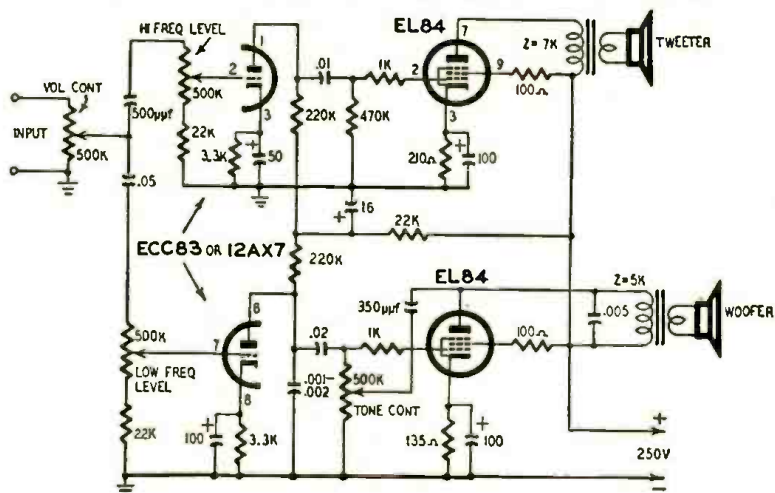 HI FREQ LEVEL
EL84
1
7
Z=7K
TWEETER
VOL CONT
2
.01
1K
2
9
500K
500μμf
3
220K
470K
3
100Ω
INPUT
500K
22K
3.3K
+
50
210Ω
+
100
.05
+
16
22K
ECC83 OR 12AX7
220K
EL84
Z=5K
6
350μμf
.005
WOOFER
500K
7
.02
1K
100Ω
LOW FREQ
LEVEL
8
.001-
.002
500K
TONE CONT
22K
+
100
3.3K
135Ω
+
100
+
250V
−